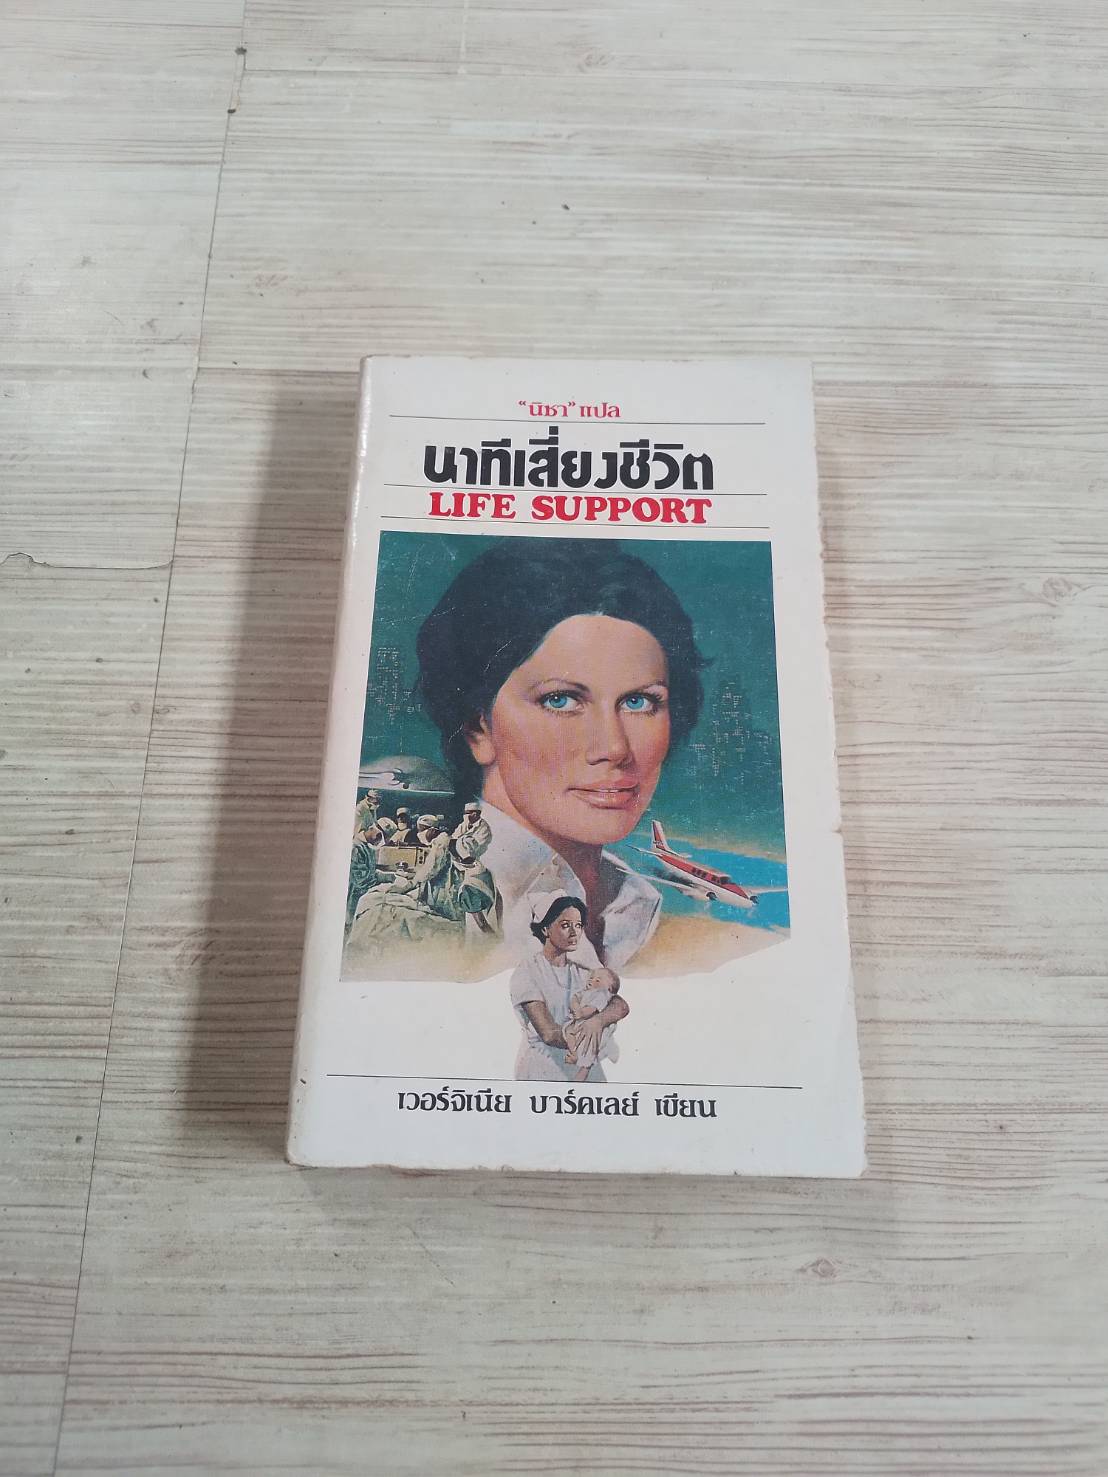 “นิชา” แปล
นาทีเสี่ยงชีวิต
LIFE SUPPORT
เวอร์จิเนีย บาร์คเลย์ เขียน